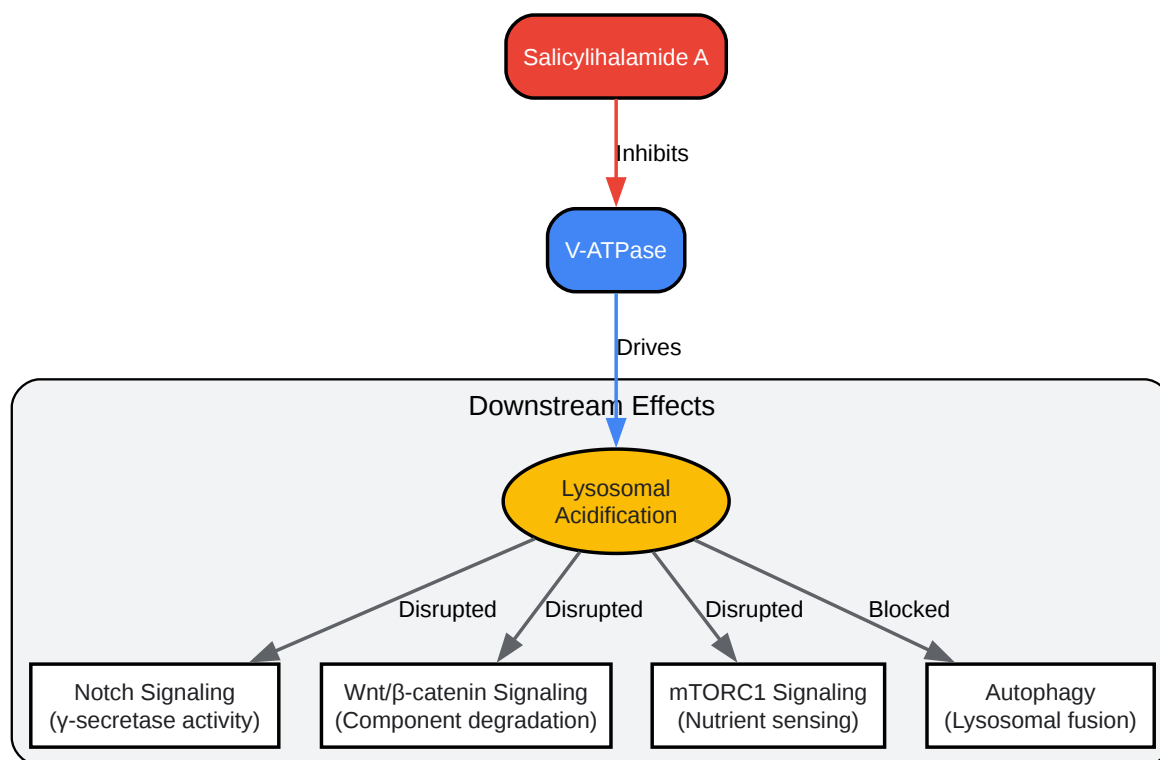 Salicylihalamide A
Inhibits
V-ATPase
Drives
Downstream Effects
Lysosomal
Acidification
Disrupted
Disrupted
Disrupted
Blocked
Notch Signaling
(γ-secretase activity)
Wnt/β-catenin Signaling
(Component degradation)
mTORC1 Signaling
(Nutrient sensing)
Autophagy
(Lysosomal fusion)